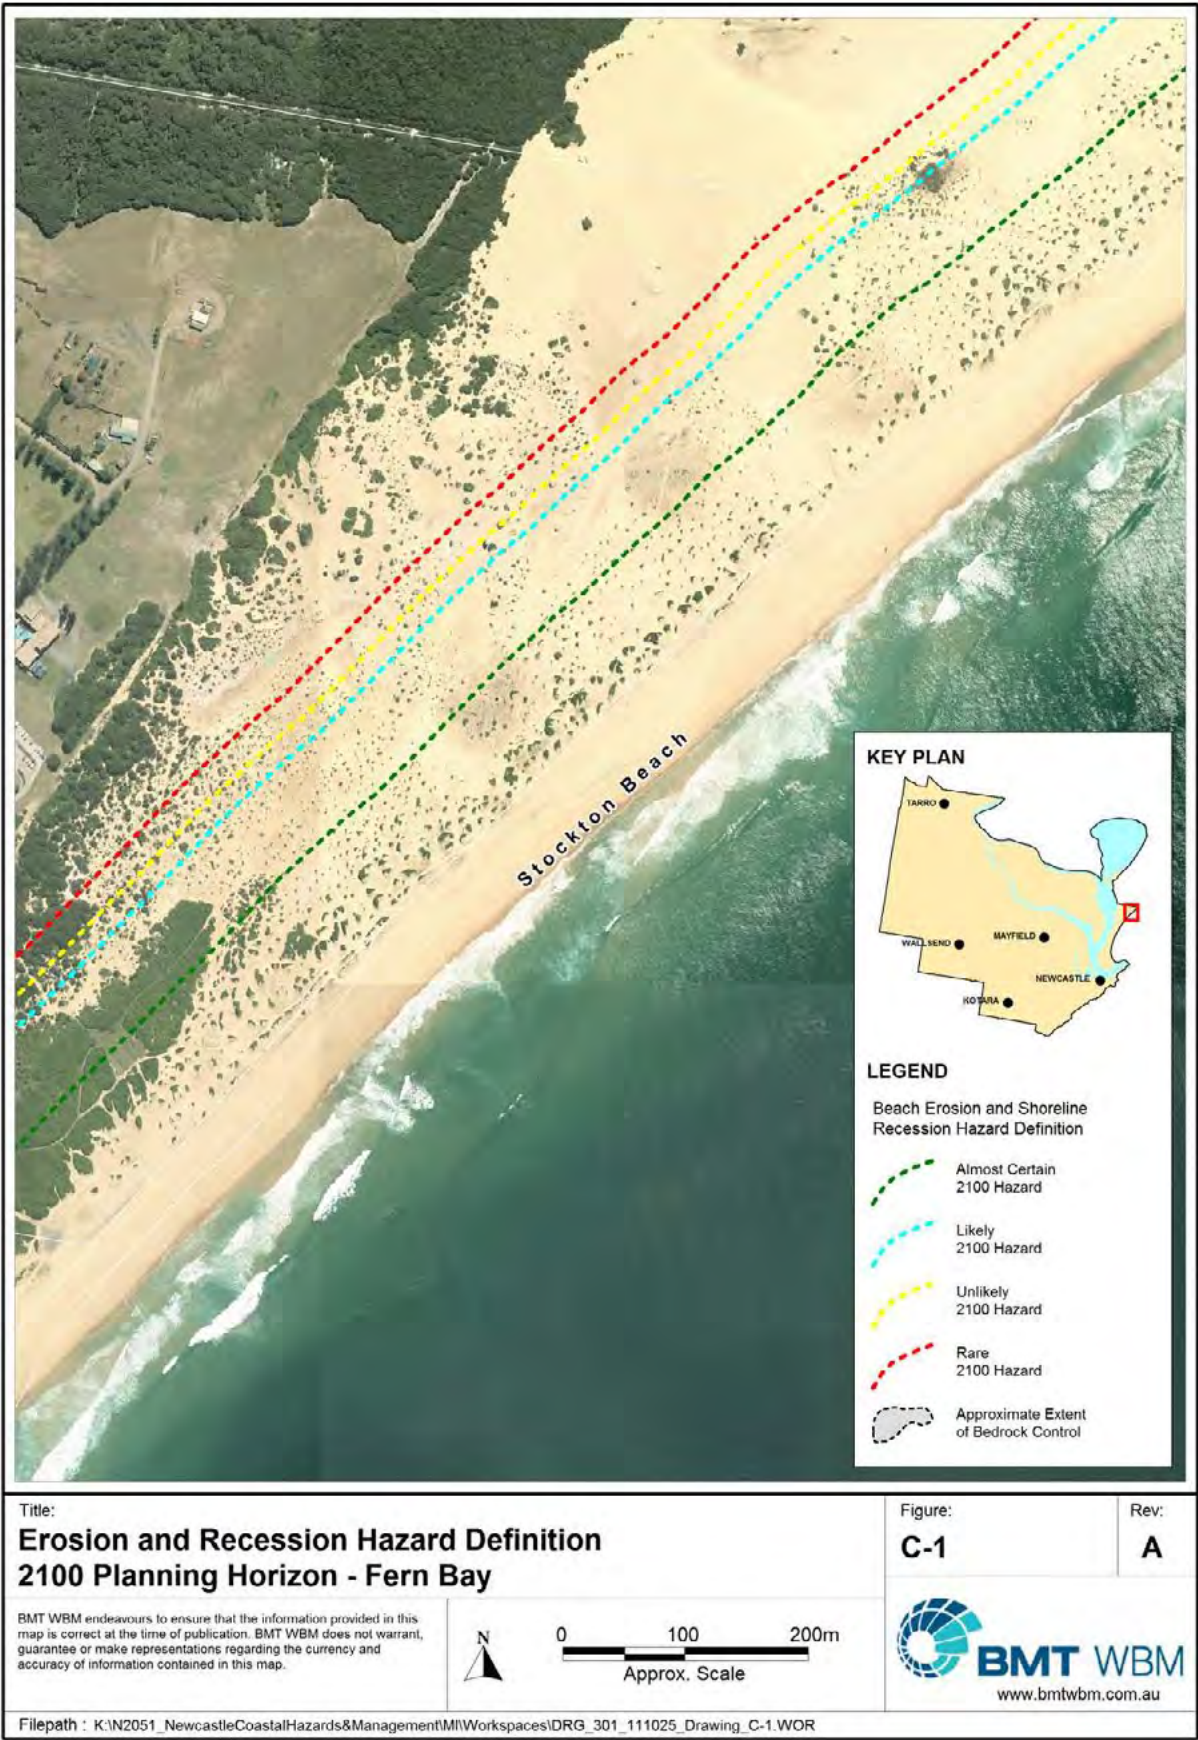 Stockton Beach
KEY PLAN
TARRO
WALLSEND
MAYFIELD
NEWCASTLE
KOTARA
LEGEND
Beach Erosion and Shoreline
Recession Hazard Definition
Almost Certain
2100 Hazard
Likely
2100 Hazard
Unlikely
2100 Hazard
Rare
2100 Hazard
Approximate Extent
of Bedrock Control
Title:
Erosion and Recession Hazard Definition
2100 Planning Horizon - Fern Bay
Figure:
C-1
Rev:
A
BMT WBM endeavours to ensure that the information provided in this
map is correct at the time of publication. BMT WBM does not warrant,
guarantee or make representations regarding the currency and
accuracy of information contained in this map.
N
0 100 200m
Approx. Scale
BMT WBM
www.bmtwbm.com.au
Filepath : K:\N2051_NewcastleCoastalHazards&Management\MI\Workspaces\DRG_301_111025_Drawing_C-1.WOR